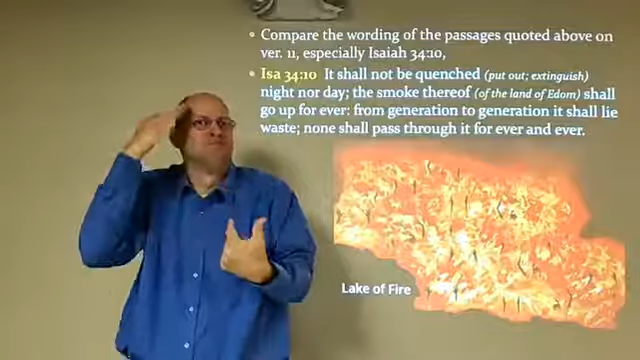 • Compare the wording of the passages quoted above on
ver. 11, especially Isaiah 34:10,
• Isa 34:10 It shall not be quenched (put out; extinguish)
night nor day; the smoke thereof (of the land of Edom) shall
go up for ever: from generation to generation it shall lie
waste; none shall pass through it for ever and ever.
Lake of Fire